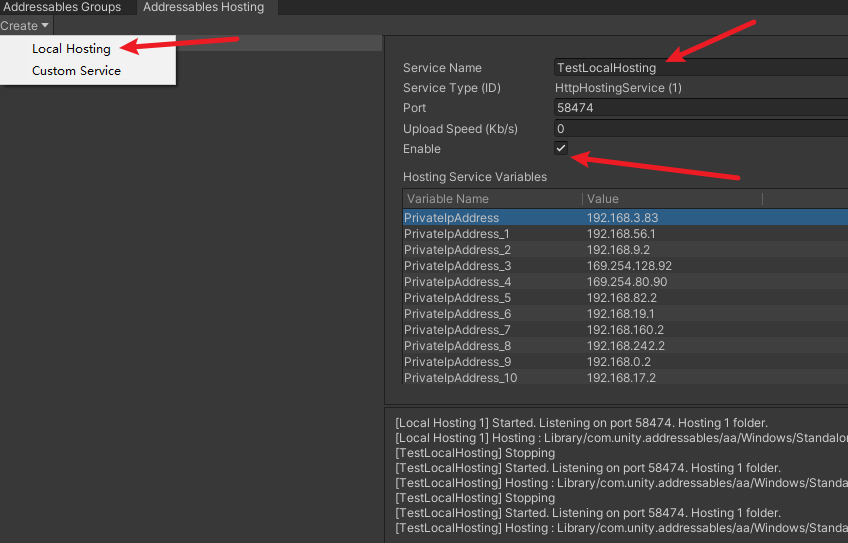 Addressables Groups
Addressables Hosting
Create
Local Hosting
Custom Service
Service Name TestLocalHosting
Service Type (ID) HttpHostingService (1)
Port 58474
Upload Speed (Kb/s) 0
Enable
Hosting Service Variables
Variable Name Value
PrivateIpAddress 192.168.3.83
PrivateIpAddress_1 192.168.56.1
PrivateIpAddress_2 192.168.9.2
PrivateIpAddress_3 169.254.128.92
PrivateIpAddress_4 169.254.80.90
PrivateIpAddress_5 192.168.82.2
PrivateIpAddress_6 192.168.19.1
PrivateIpAddress_7 192.168.160.2
PrivateIpAddress_8 192.168.242.2
PrivateIpAddress_9 192.168.0.2
PrivateIpAddress_10 192.168.17.2
[Local Hosting 1] Started. Listening on port 58474. Hosting 1 folder.
[Local Hosting 1] Hosting : Library/com.unity.addressables/aa/Windows/Standalo
[TestLocalHosting] Stopping
[TestLocalHosting] Started. Listening on port 58474. Hosting 1 folder.
[TestLocalHosting] Hosting : Library/com.unity.addressables/aa/Windows/Standa
[TestLocalHosting] Stopping
[TestLocalHosting] Started. Listening on port 58474. Hosting 1 folder.
[TestLocalHosting] Hosting : Library/com.unity.addressables/aa/Windows/Standa